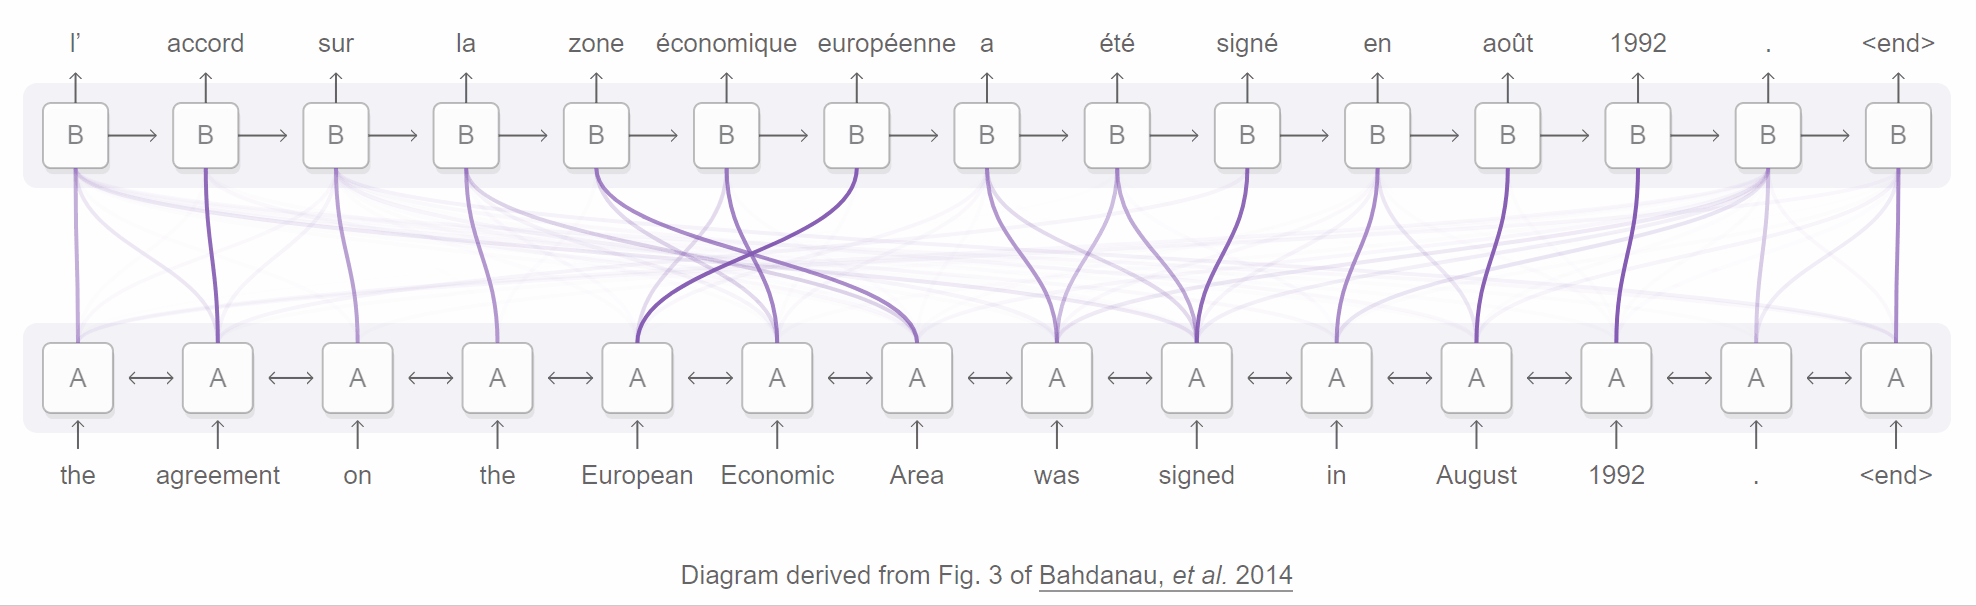 l’ accord sur la zone économique européenne a été signé en août 1992 . <end>
B B B B B B B B B B B B B B B
A A A A A A A A A A A A A A
the agreement on the European Economic Area was signed in August 1992 . <end>
Diagram derived from Fig. 3 of Bahdanau, et al. 2014